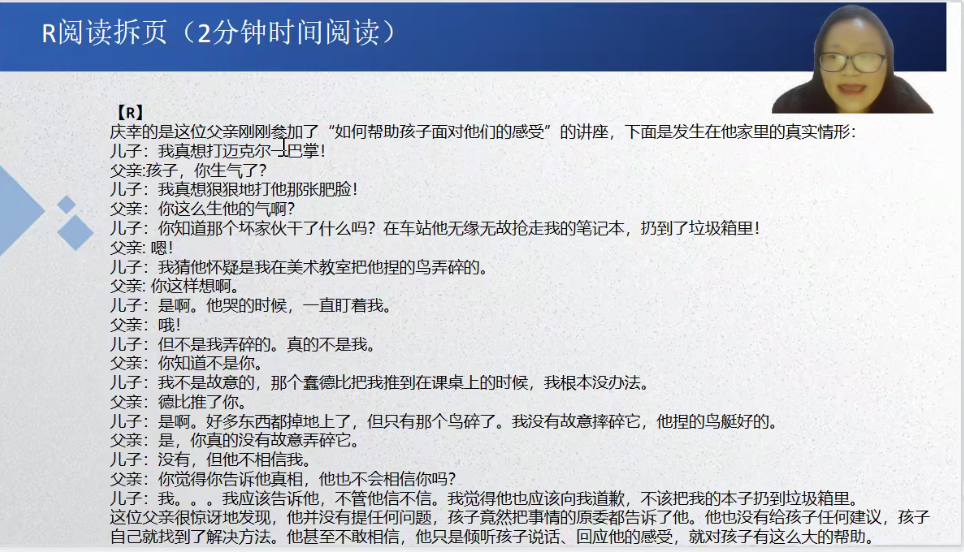 R阅读拆页（2分钟时间阅读）
【R】
庆幸的是这位父亲刚刚参加了“如何帮助孩子面对他们的感受”的讲座，下面是发生在他家里的真实情形：
儿子：我真想打迈克尔一巴掌！
父亲:孩子，你生气了？
儿子：我真想狠狠地打他那张肥脸！
父亲：你这么生他的气啊？
儿子：你知道那个坏家伙干了什么吗？在车站他无缘无故抢走我的笔记本，扔到了垃圾箱里！
父亲: 嗯！
儿子：我猜他怀疑是我在美术教室把他捏的鸟弄碎的。
父亲: 你这样想啊。
儿子：是啊。他哭的时候，一直盯着我。
父亲：哦！
儿子：但不是我弄碎的。真的不是我。
父亲：你知道不是你。
儿子：我不是故意的，那个蠢德比把我推到在课桌上的时候，我根本没办法。
父亲：德比推了你。
儿子：是啊。好多东西都掉地上了，但只有那个鸟碎了。我没有故意摔碎它，他捏的鸟艇好的。
父亲：是，你真的没有故意弄碎它。
儿子：没有，但他不相信我。
父亲：你觉得你告诉他真相，他也不会相信你吗？
儿子：我。。。我应该告诉他，不管他信不信。我觉得他也应该向我道歉，不该把我的本子扔到垃圾箱里。
这位父亲很惊讶地发现，他并没有提任何问题，孩子竟然把事情的原委都告诉了他。他也没有给孩子任何建议，孩子
自己就找到了解决方法。他甚至不敢相信，他只是倾听孩子说话、回应他的感受，就对孩子有这么大的帮助。